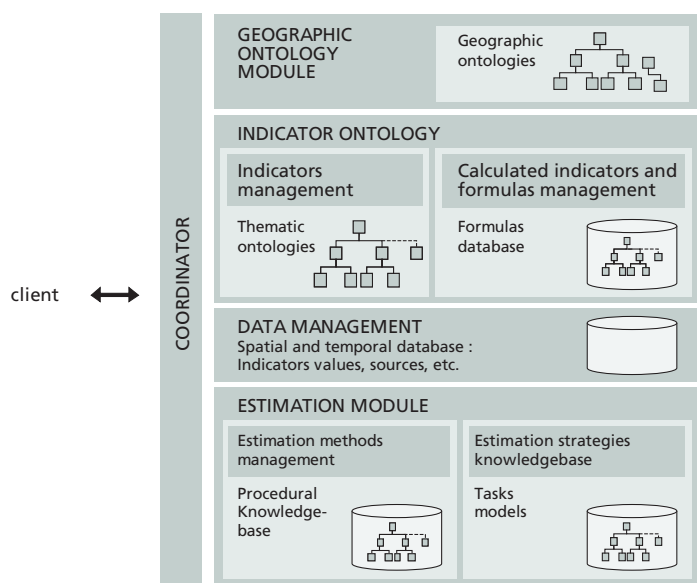 GEOGRAPHIC
ONTOLOGY
MODULE
Geographic
ontologies
INDICATOR ONTOLOGY
Indicators
management
Calculated indicators and
formulas management
Thematic
ontologies
Formulas
database
client
COORDINATOR
DATA MANAGEMENT
Spatial and temporal database :
Indicators values, sources, etc.
ESTIMATION MODULE
Estimation methods
management
Estimation strategies
knowledgebase
Procedural
Knowledge-
base
Tasks
models